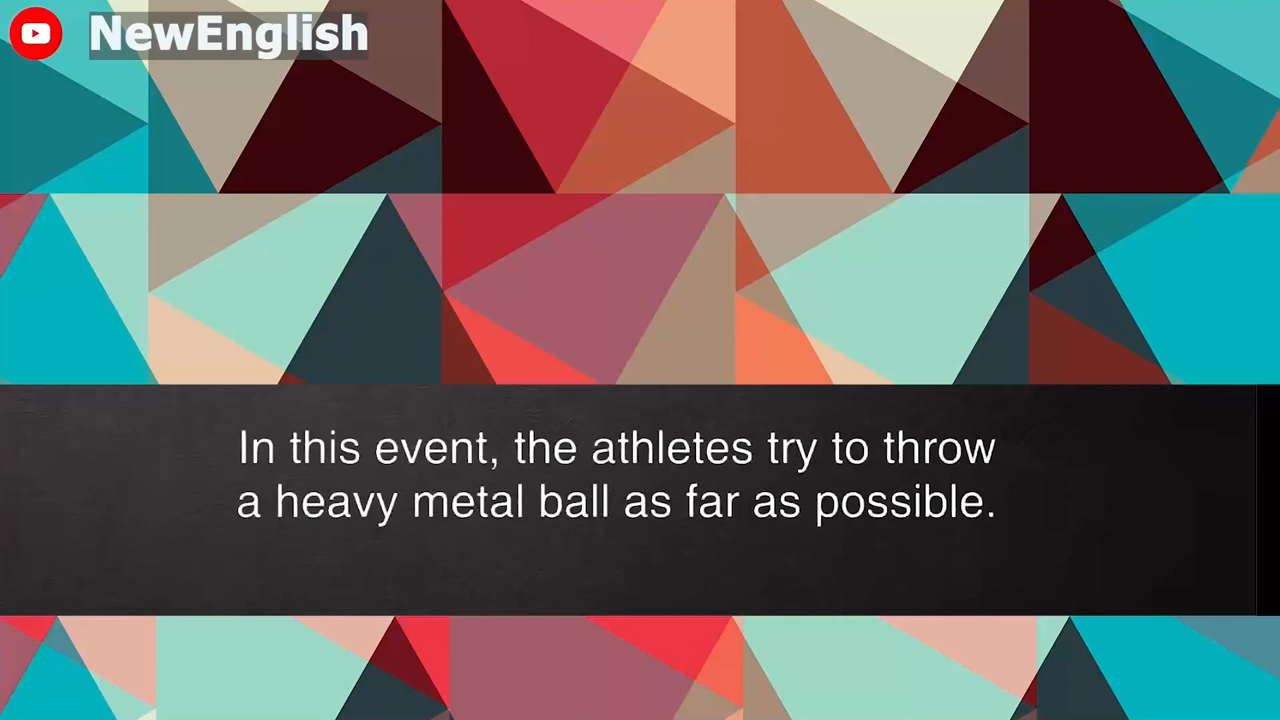 NewEnglish
In this event, the athletes try to throw
a heavy metal ball as far as possible.